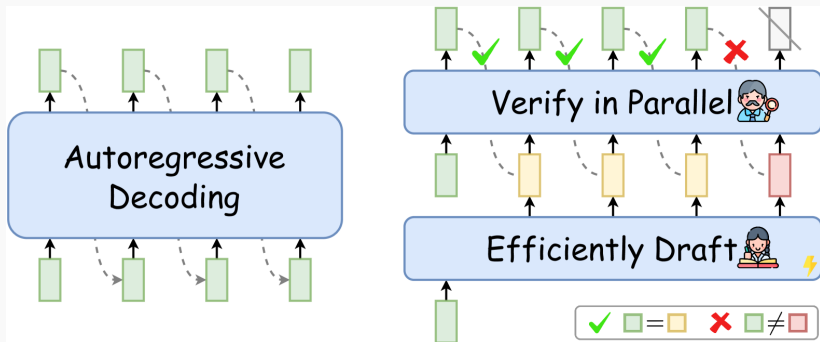 Autoregressive
Decoding
Verify in Parallel
Efficiently Draft
=
≠